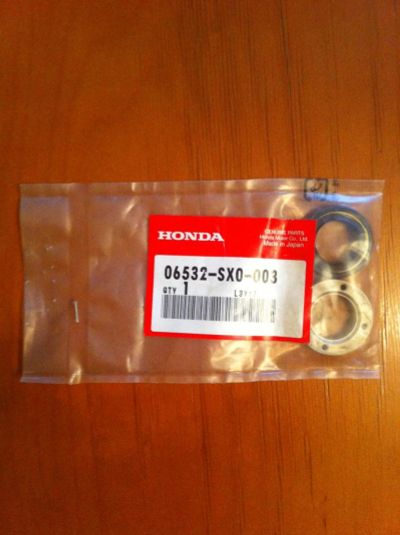 HONDA
GENUINE PARTS
Honda Motor Co., Ltd.
Made in Japan
06532-SX0-003
QTY 1